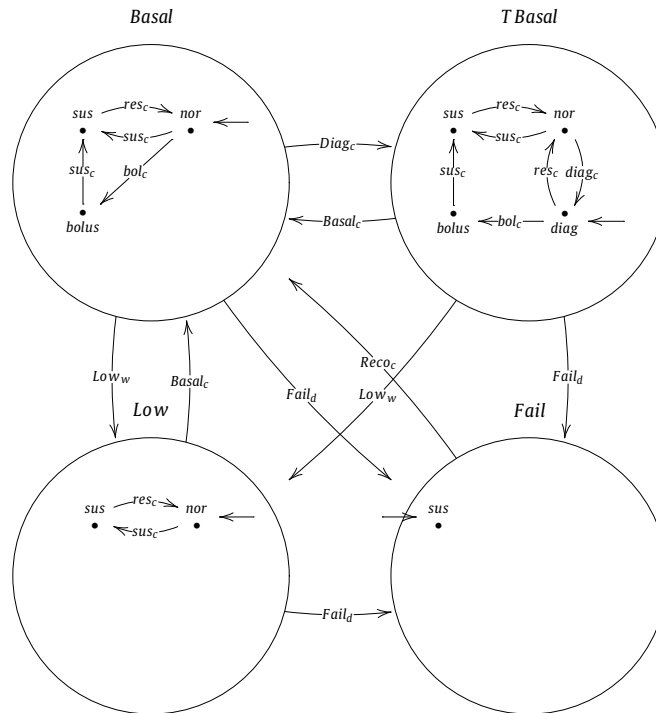 Basal
T Basal
sus res_c nor
sus_c
sus_c
bol_c
bolus
Diag_c
Basal_c
sus res_c nor
sus_c
sus_c
res_c diag_c
bolus bol_c diag
Low_w
Basal_c
Fail_d
Reco_c
Low_w
Fail_d
Low
Fail
sus res_c nor
sus_c
sus
Fail_d